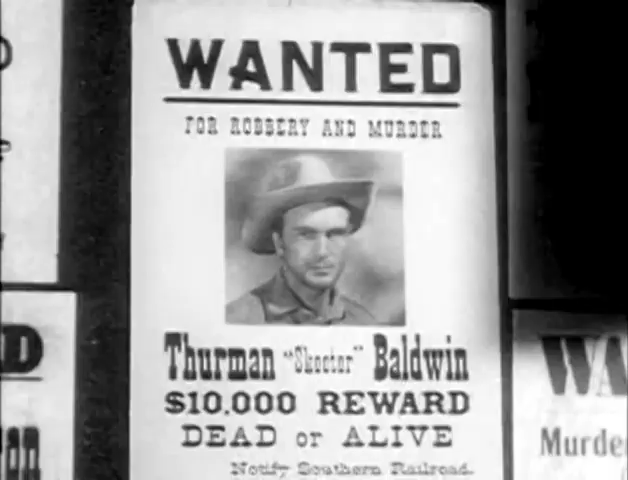 WANTED
FOR ROBBERY AND MURDER
Thurman "Skeeter" Baldwin
$10.000 REWARD
DEAD or ALIVE
Notify Southern Railroad.
D
WA
Murde